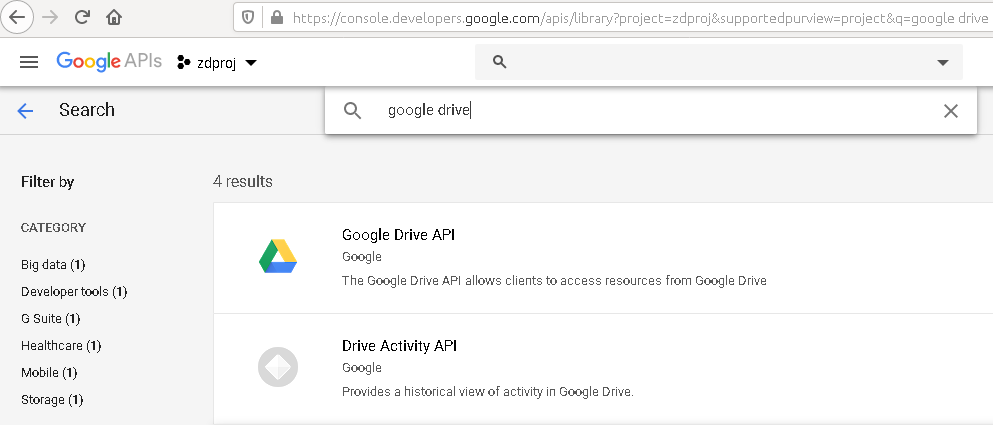 https://console.developers.google.com/apis/library?project=zdproj&supportedpurview=project&q=google drive
Google APIs zdproj
Search google drive
Filter by
4 results
CATEGORY
Big data (1)
Developer tools (1)
G Suite (1)
Healthcare (1)
Mobile (1)
Storage (1)
Google Drive API
Google
The Google Drive API allows clients to access resources from Google Drive
Drive Activity API
Google
Provides a historical view of activity in Google Drive.